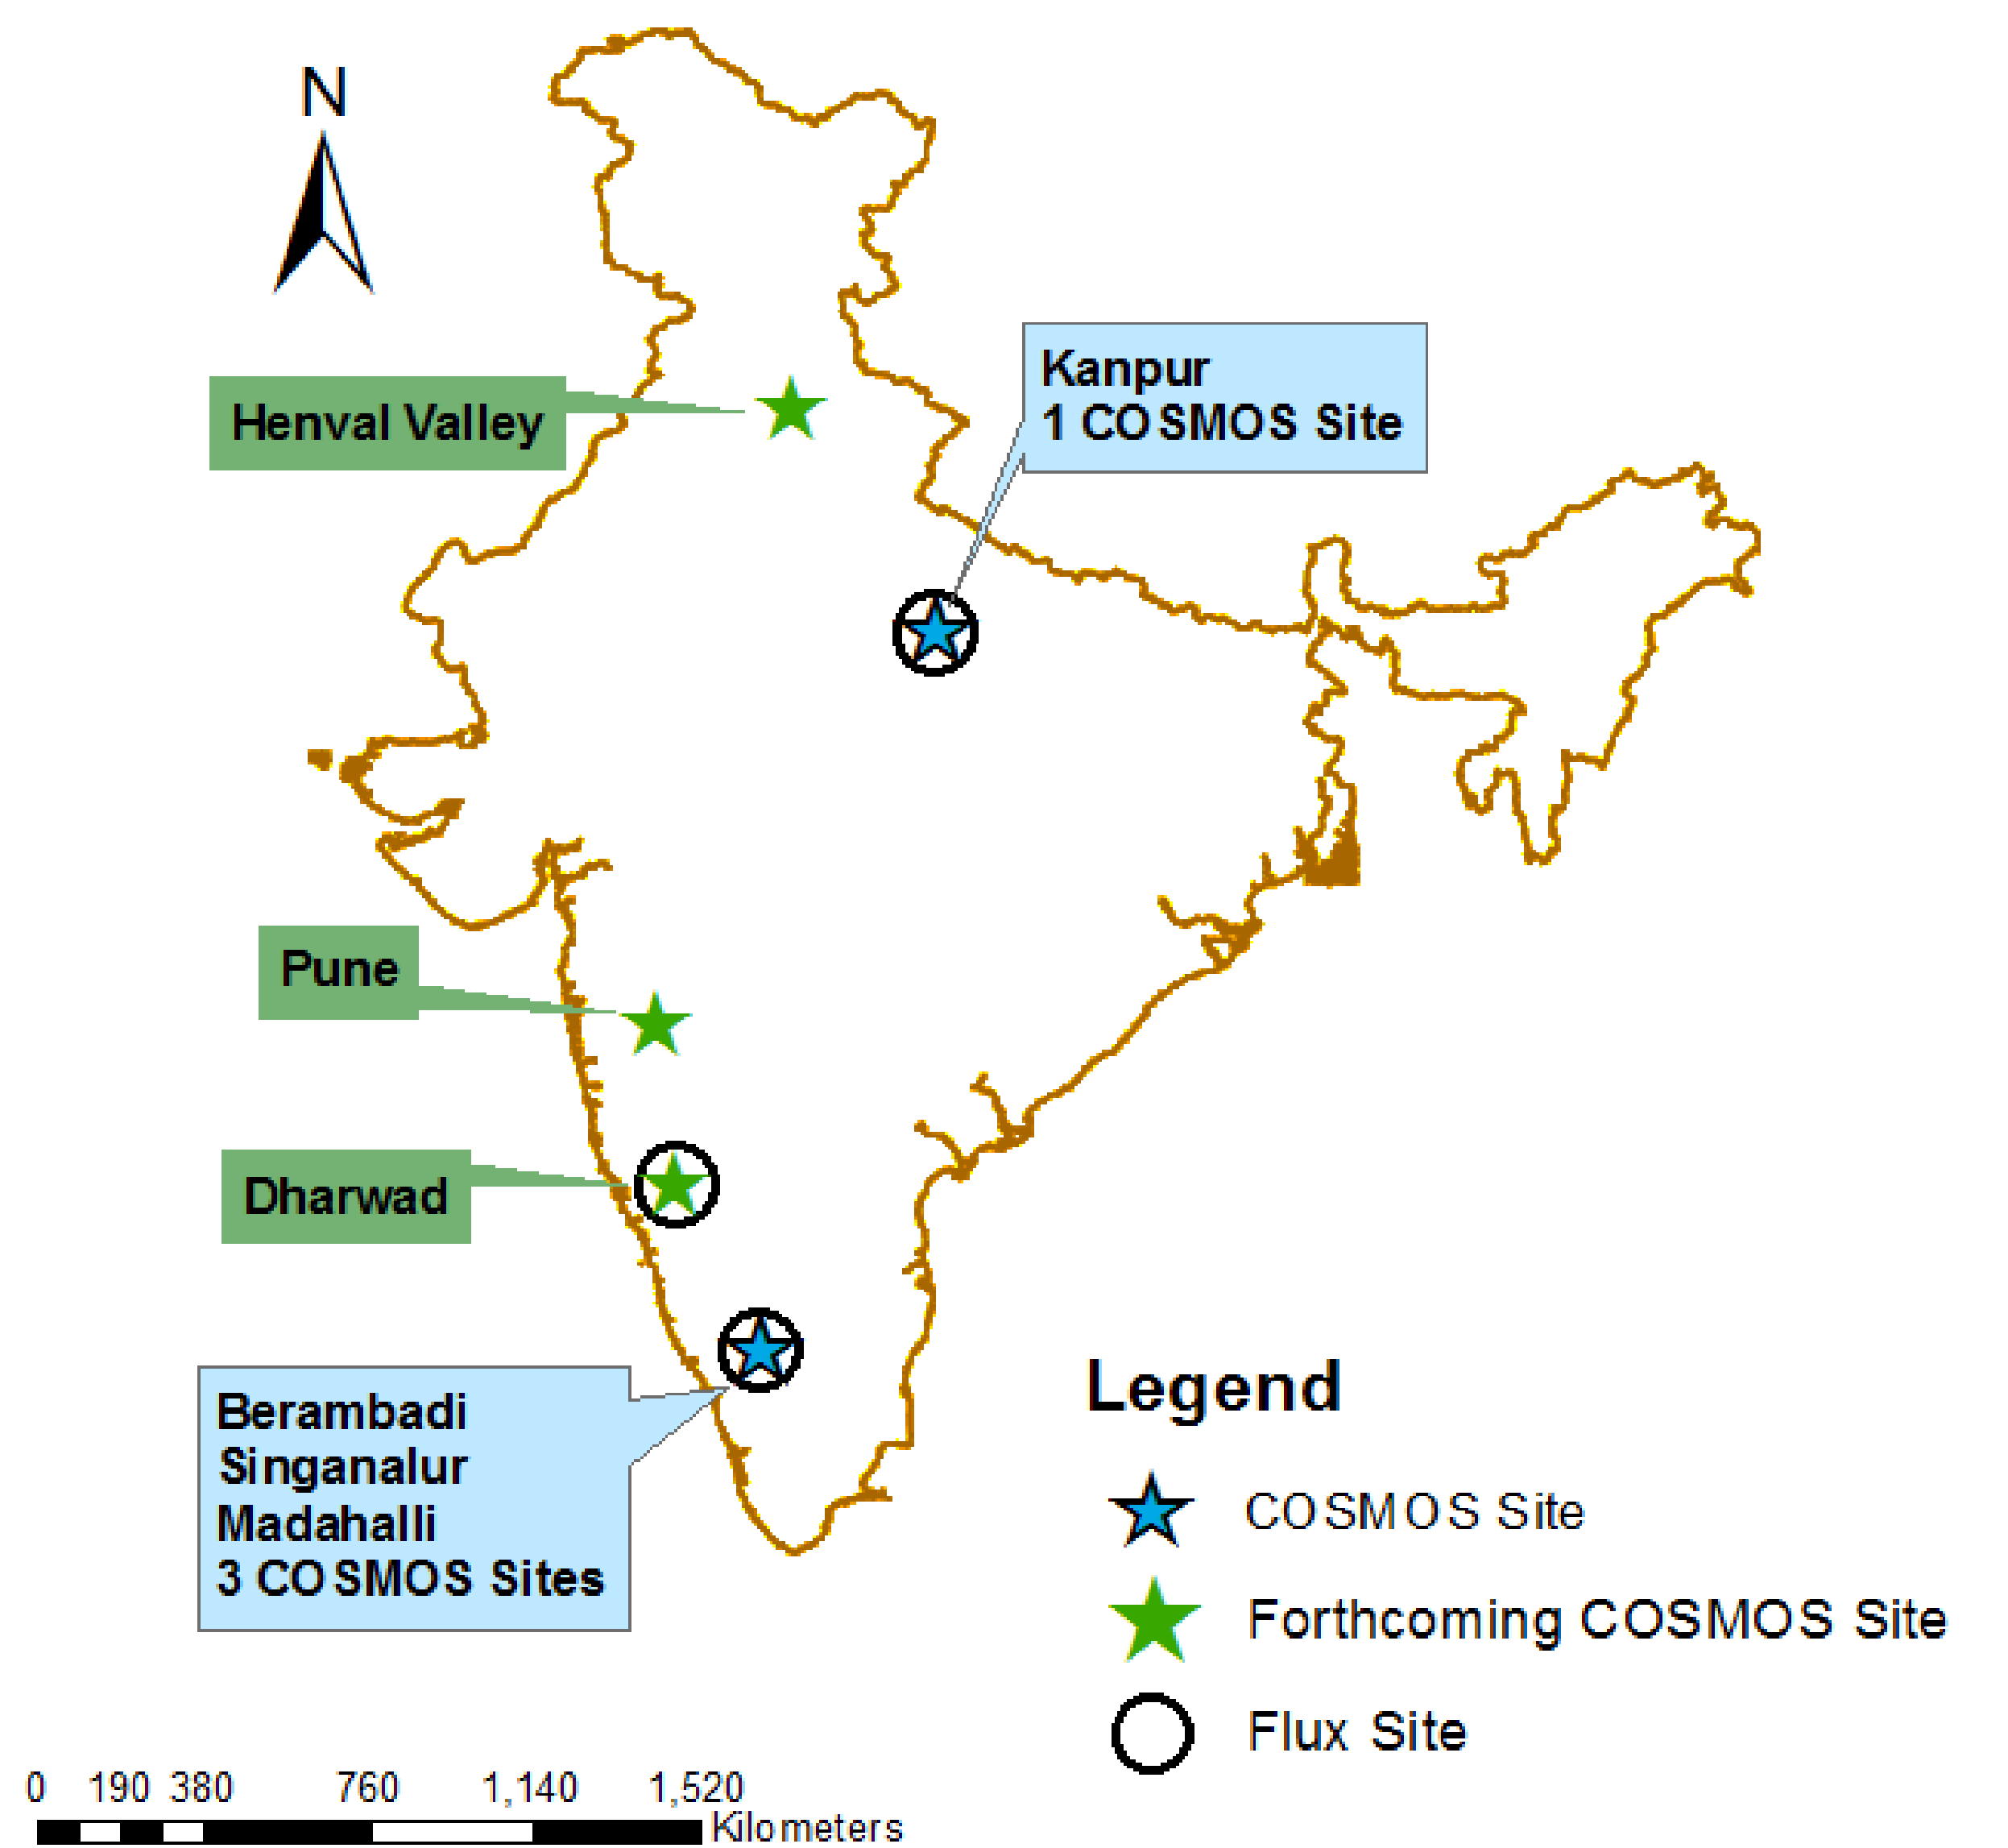 N
Kanpur
1 COSMOS Site
Henval Valley
Pune
Dharwad
Berambadi
Singanalur
Madahalli
3 COSMOS Sites
Legend
COSMOS Site
Forthcoming COSMOS Site
Flux Site
0 190 380 760 1,140 1,520
Kilometers